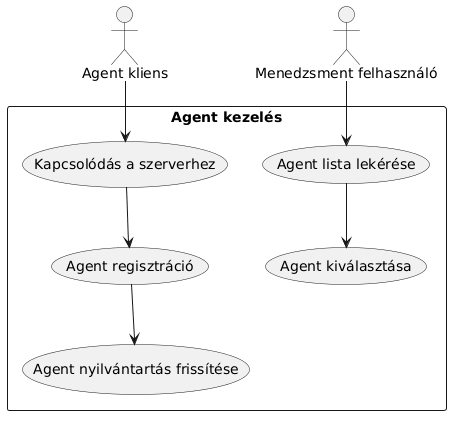 Agent kliens
Menedzsment felhasználó
Agent kezelés
Kapcsolódás a szerverhez
Agent lista lekérése
Agent regisztráció
Agent kiválasztása
Agent nyilvántartás frissítése